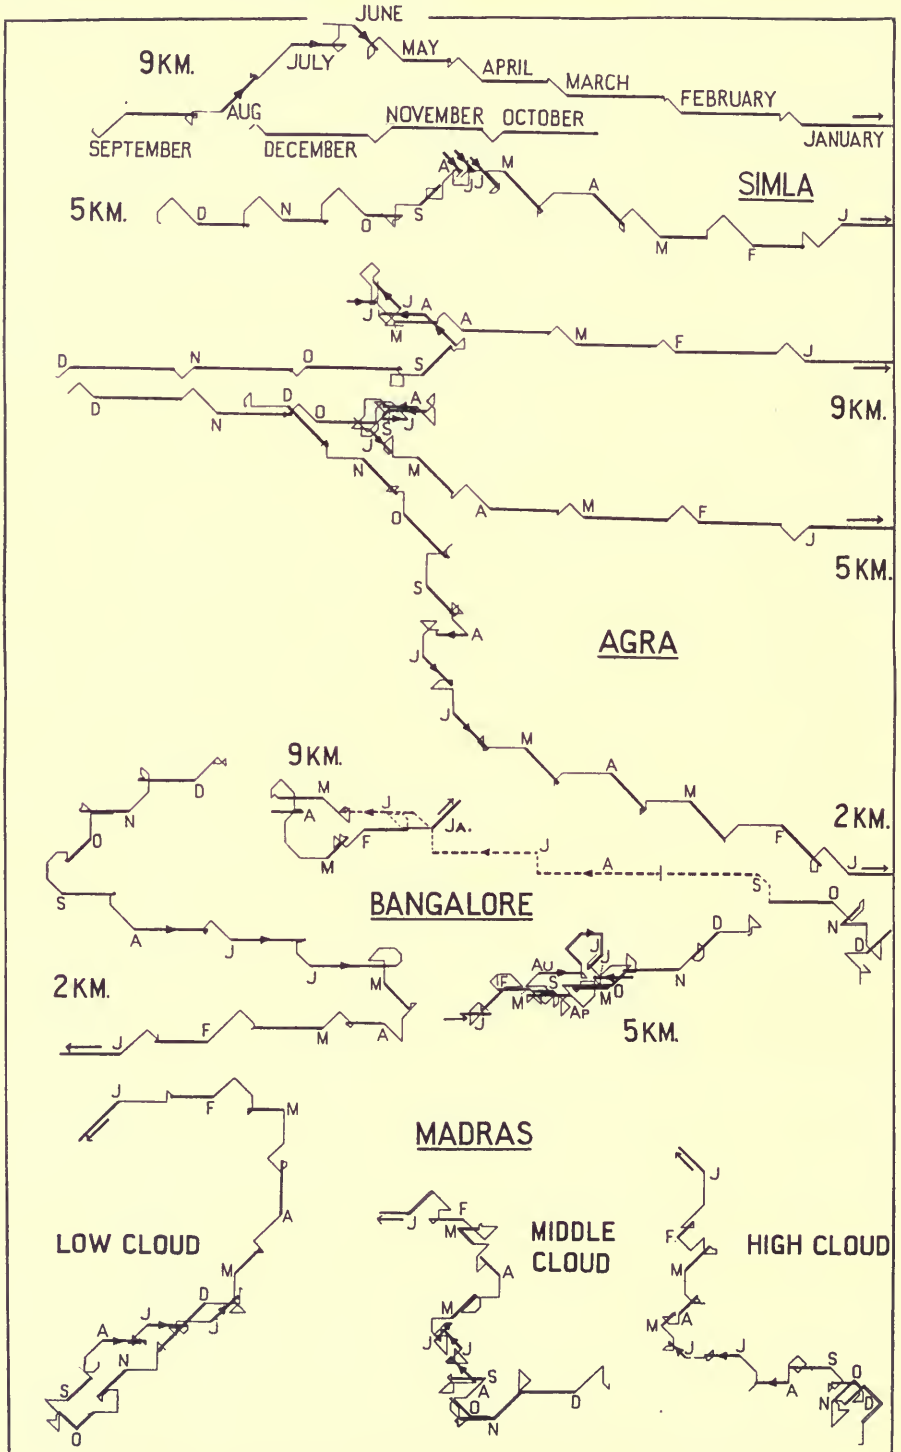 JUNE
9KM. JULY MAY
APRIL
MARCH
AUG FEBRUARY
NOVEMBER OCTOBER
SEPTEMBER DECEMBER JANUARY
A J J M
SIMLA
5KM. D N O S A M F J
J J A M A M F J
D N O S
9KM.
D N D O A S J J M A M F J
N O
5KM.
S
A
AGRA
J
J M A M F J
2KM.
9KM.
D M J
N A JA.
O M F J
A S O
S BANGALORE N D
A J J M
D
AU S J J
IF M AP M O N
J
2KM. 5KM.
J F M A
J F M
MADRAS
J
A F J F
M
LOW CLOUD MIDDLE CLOUD HIGH CLOUD
M A M
D M A
A J J J J M J J
N S S
S A O A O
O N D N D
J